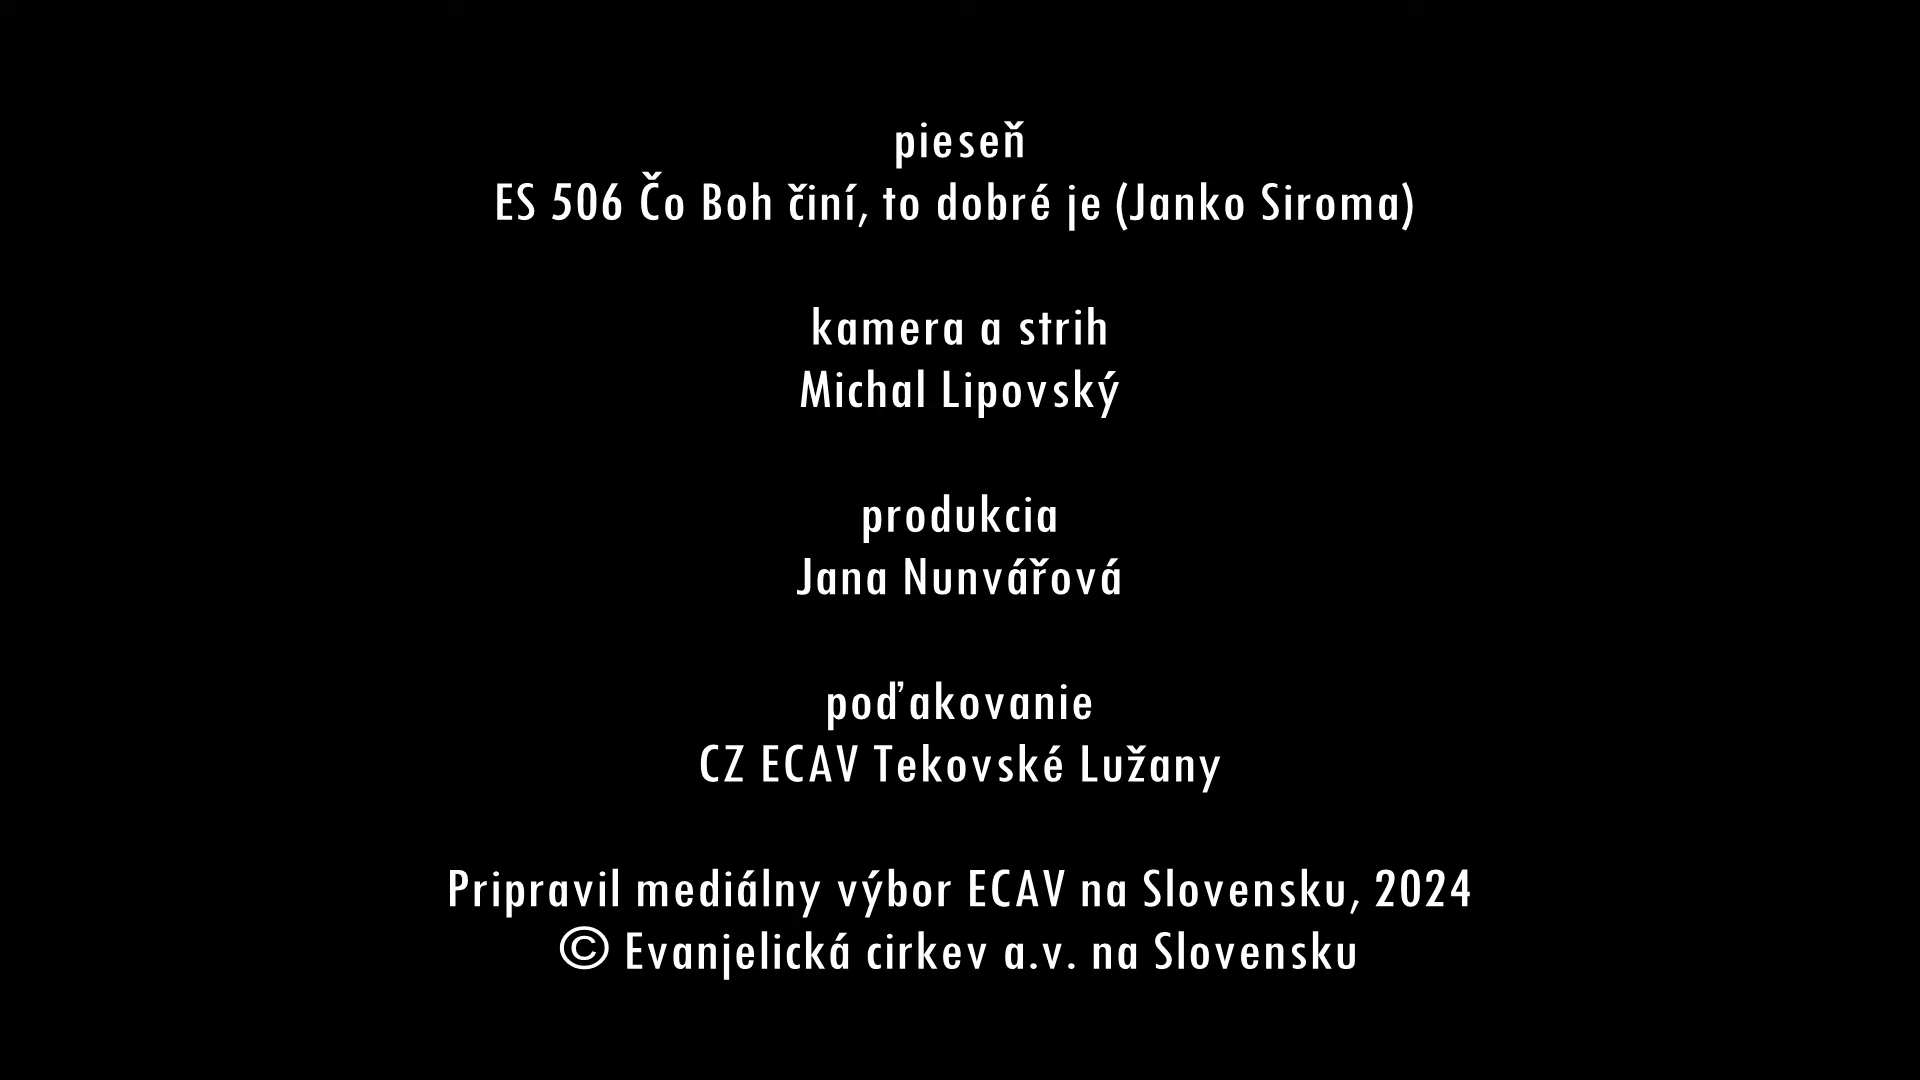 pieseň
ES 506 Čo Boh činí, to dobré je (Janko Siroma)
kamera a strih
Michal Lipovský
produkcia
Jana Nunvářová
poďakovanie
CZ ECAV Tekovské Lužany
Pripravil mediálny výbor ECAV na Slovensku, 2024
© Evanjelická cirkev a.v. na Slovensku